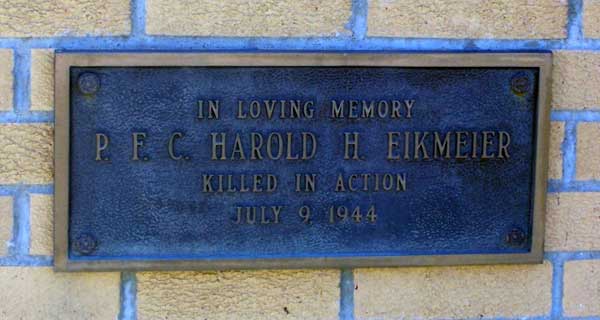 IN LOVING MEMORY
P. F. C. HAROLD H. EIKMEIER
KILLED IN ACTION
JULY 9, 1944